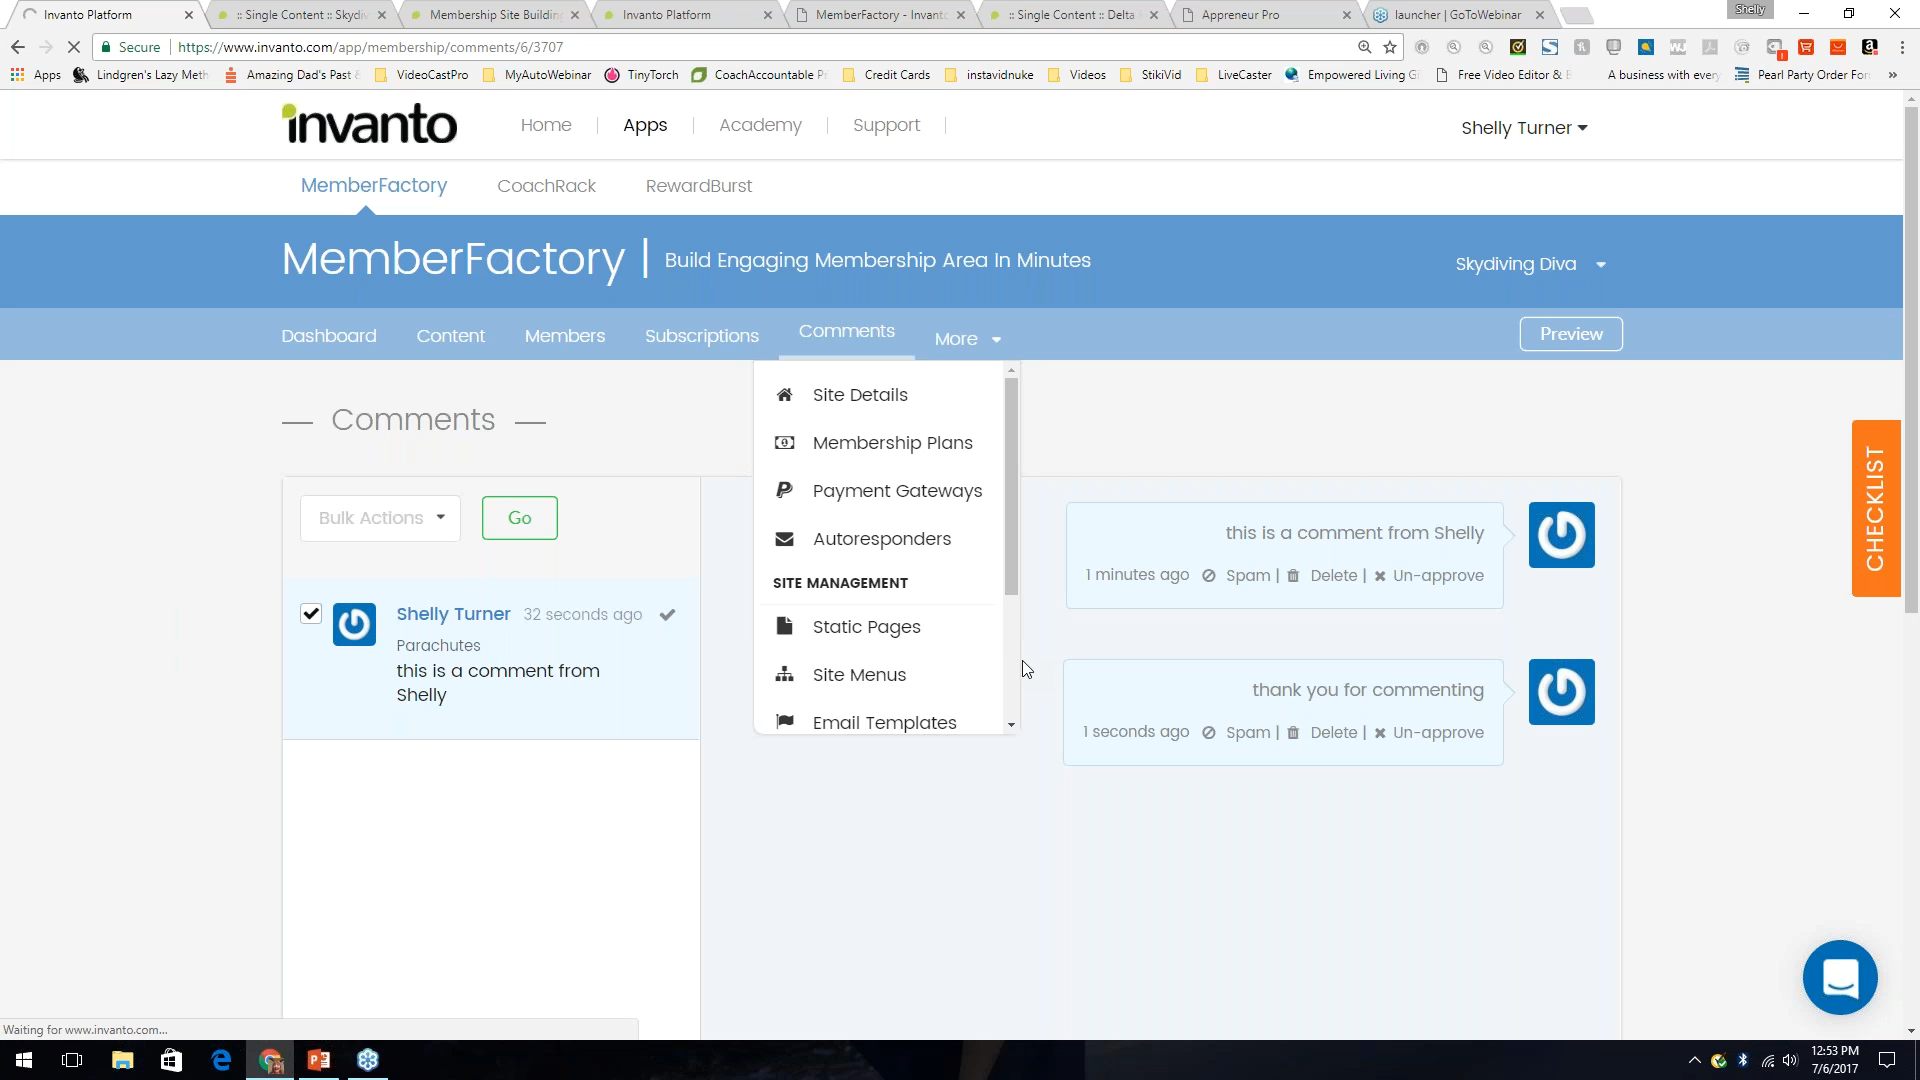 Invanto Platform
:: Single Content :: Skydiv
Membership Site Building
Invanto Platform
MemberFactory - Invanto
:: Single Content :: Delta
Appreneur Pro
launcher | GoToWebinar
Shelly
Secure
https://www.invanto.com/app/membership/comments/6/3707
Apps
Lindgren's Lazy Meth
Amazing Dad's Past
VideoCastPro
MyAutoWebinar
TinyTorch
CoachAccountable
Credit Cards
instavidnuke
Videos
StikiVid
LiveCaster
Empowered Living
Free Video Editor &
A business with every
Pearl Party Order For
»
invanto
Home
Apps
Academy
Support
Shelly Turner
MemberFactory
CoachRack
RewardBurst
MemberFactory | Build Engaging Membership Area In Minutes
Skydiving Diva
Dashboard
Content
Members
Subscriptions
Comments
More
Preview
Site Details
Membership Plans
Payment Gateways
Autoresponders
SITE MANAGEMENT
Static Pages
Site Menus
Email Templates
Comments
Bulk Actions
Go
Shelly Turner 32 seconds ago
Parachutes
this is a comment from
Shelly
this is a comment from Shelly
1 minutes ago Spam | Delete | Un-approve
thank you for commenting
1 seconds ago Spam | Delete | Un-approve
CHECKLIST
Waiting for www.invanto.com...
12:53 PM
7/6/2017